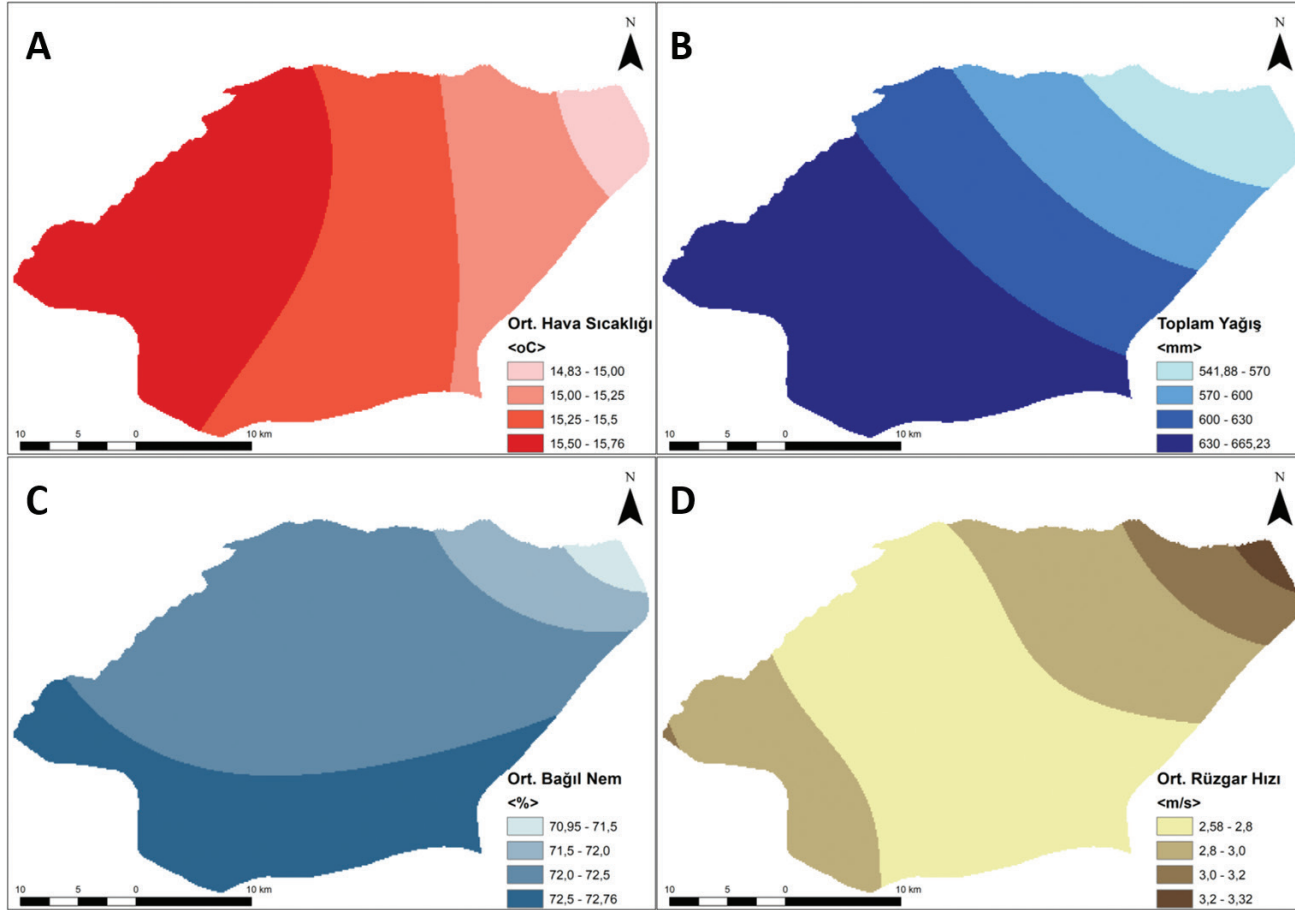 A
N
Ort. Hava Sıcaklığı
<oC>
14,83 - 15,00
15,00 - 15,25
15,25 - 15,5
15,50 - 15,76
10 5 0 10 km
B
N
Toplam Yağış
<mm>
541,88 - 570
570 - 600
600 - 630
630 - 665,23
10 5 0 10 km
C
N
Ort. Bağıl Nem
<%>
70,95 - 71,5
71,5 - 72,0
72,0 - 72,5
72,5 - 72,76
10 5 0 10 km
D
N
Ort. Rüzgar Hızı
<m/s>
2,58 - 2,8
2,8 - 3,0
3,0 - 3,2
3,2 - 3,32
10 5 0 10 km